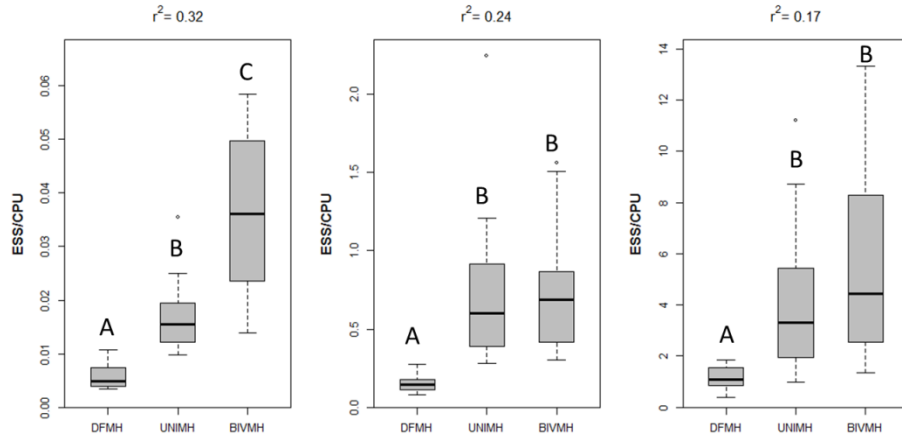 r² = 0.32
ESS/CPU
0.00
0.01
0.02
0.03
0.04
0.05
0.06
A
B
C
DFMH
UNIMH
BIVMH
r² = 0.24
ESS/CPU
0.0
0.5
1.0
1.5
2.0
A
B
B
DFMH
UNIMH
BIVMH
r² = 0.17
ESS/CPU
0
2
4
6
8
10
12
14
A
B
B
DFMH
UNIMH
BIVMH